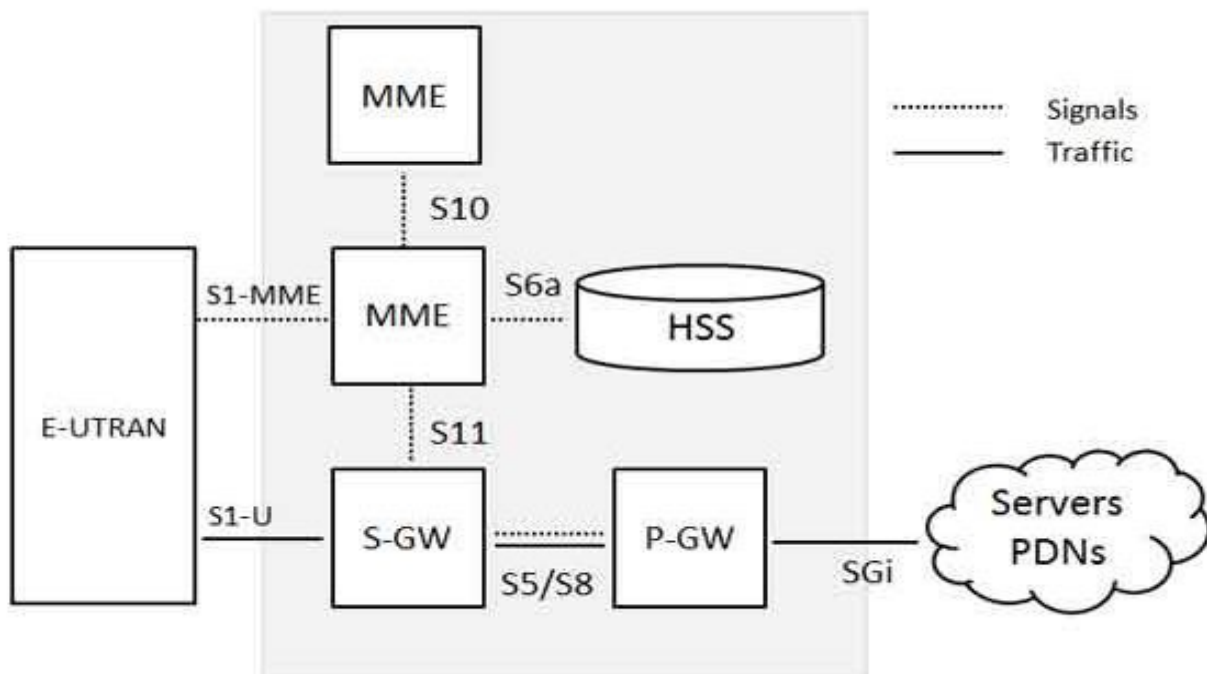 MME
Signals
Traffic
S10
S1-MME
MME
S6a
HSS
E-UTRAN
S11
S1-U
S-GW
S5/S8
P-GW
SGi
Servers
PDNs